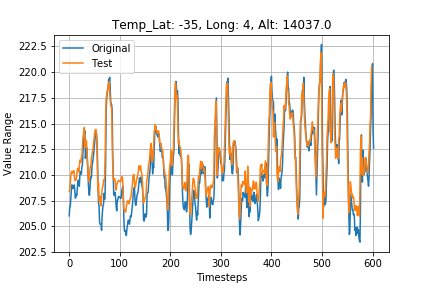 Temp_Lat: -35, Long: 4, Alt: 14037.0
Original
Test
222.5
220.0
217.5
215.0
212.5
210.0
207.5
205.0
202.5
Value Range
0 100 200 300 400 500 600
Timesteps